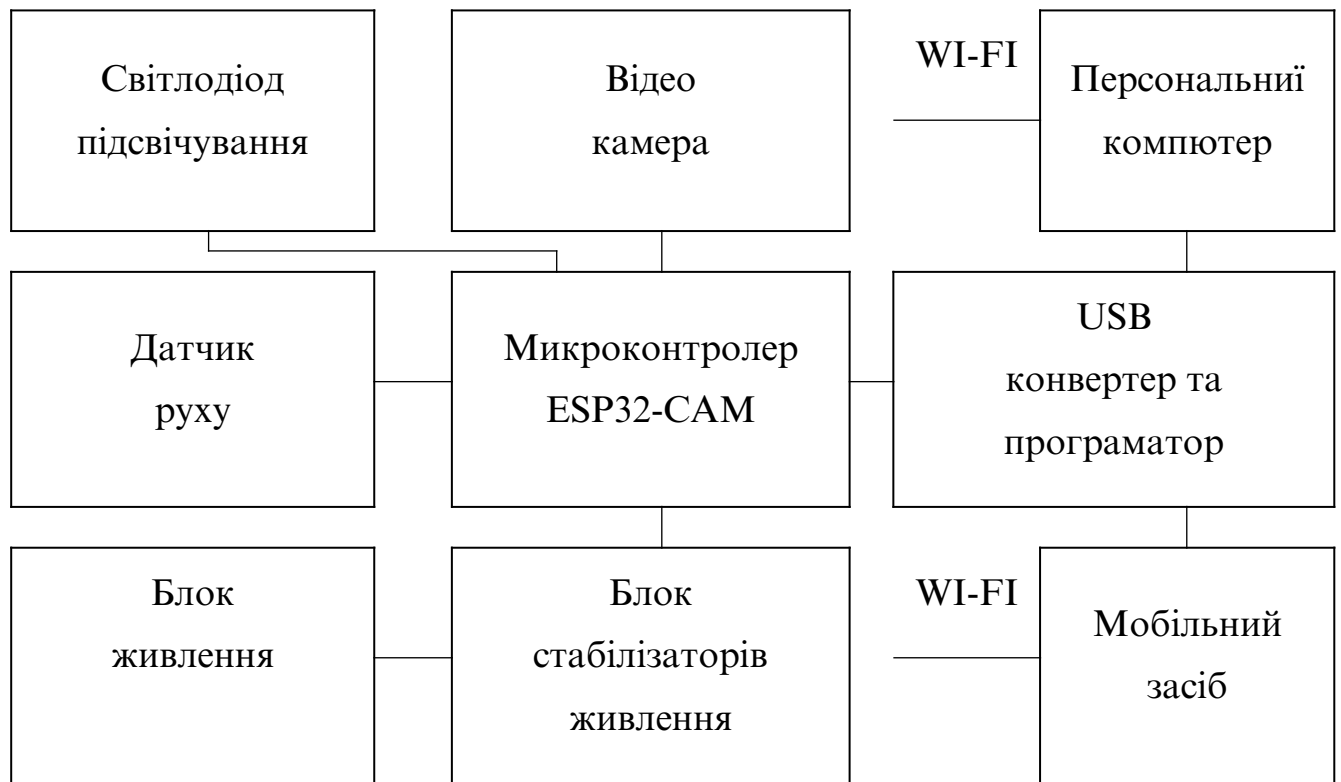 Світлодіод
підсвічування
Відео
камера
WI-FI
Персональниї
компютер
Датчик
руху
Микроконтролер
ESP32-CAM
USB
конвертер та
програматор
Блок
живлення
Блок
стабілізаторів
живлення
WI-FI
Мобільний
засіб